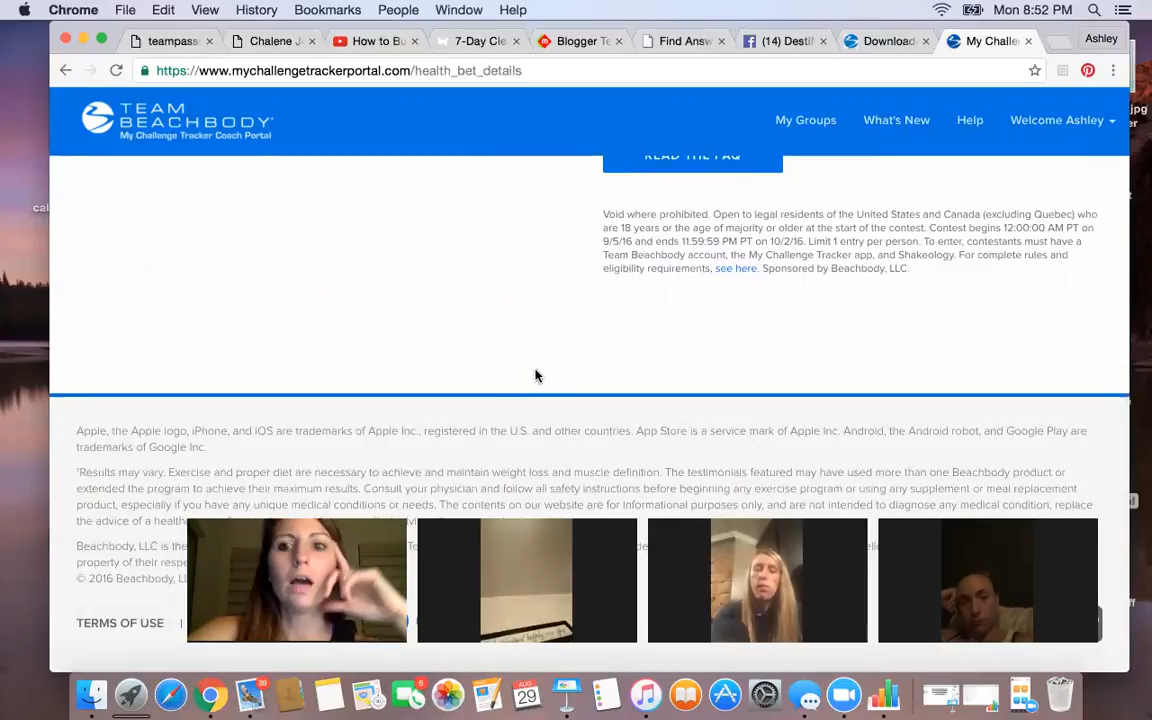 Chrome File Edit View History Bookmarks People Window Help Mon 8:52 PM
teampass Chalene J How to Bu 7-Day Cle Blogger Te Find Answ (14) Desti Download My Challe Ashley
https://www.mychallengetrackerportal.com/health_bet_details
TEAM
BEACHBODY
My Challenge Tracker Coach Portal
My Groups What's New Help Welcome Ashley
READ THE FAQ
Void where prohibited. Open to legal residents of the United States and Canada (excluding Quebec) who
are 18 years or the age of majority or older at the start of the contest. Contest begins 12:00:00 AM PT on
9/5/16 and ends 11:59:59 PM PT on 10/2/16. Limit 1 entry per person. To enter, contestants must have a
Team Beachbody account, the My Challenge Tracker app, and Shakeology. For complete rules and
eligibility requirements, see here. Sponsored by Beachbody, LLC.
Apple, the Apple logo, iPhone, and iOS are trademarks of Apple Inc., registered in the U.S. and other countries. App Store is a service mark of Apple Inc. Android, the Android robot, and Google Play are
trademarks of Google Inc.
†Results may vary. Exercise and proper diet are necessary to achieve and maintain weight loss and muscle definition. The testimonials featured may have used more than one Beachbody product or
extended the program to achieve their maximum results. Consult your physician and follow all safety instructions before beginning any exercise program or using any supplement or meal replacement
product, especially if you have any unique medical conditions or needs. The contents on our website are for informational purposes only, and are not intended to diagnose any medical condition, replace
the advice of a
Beachbody, LLC is the
property of their
© 2016 Beachbody,
TERMS OF USE |
AUG
29
39
6
jpg